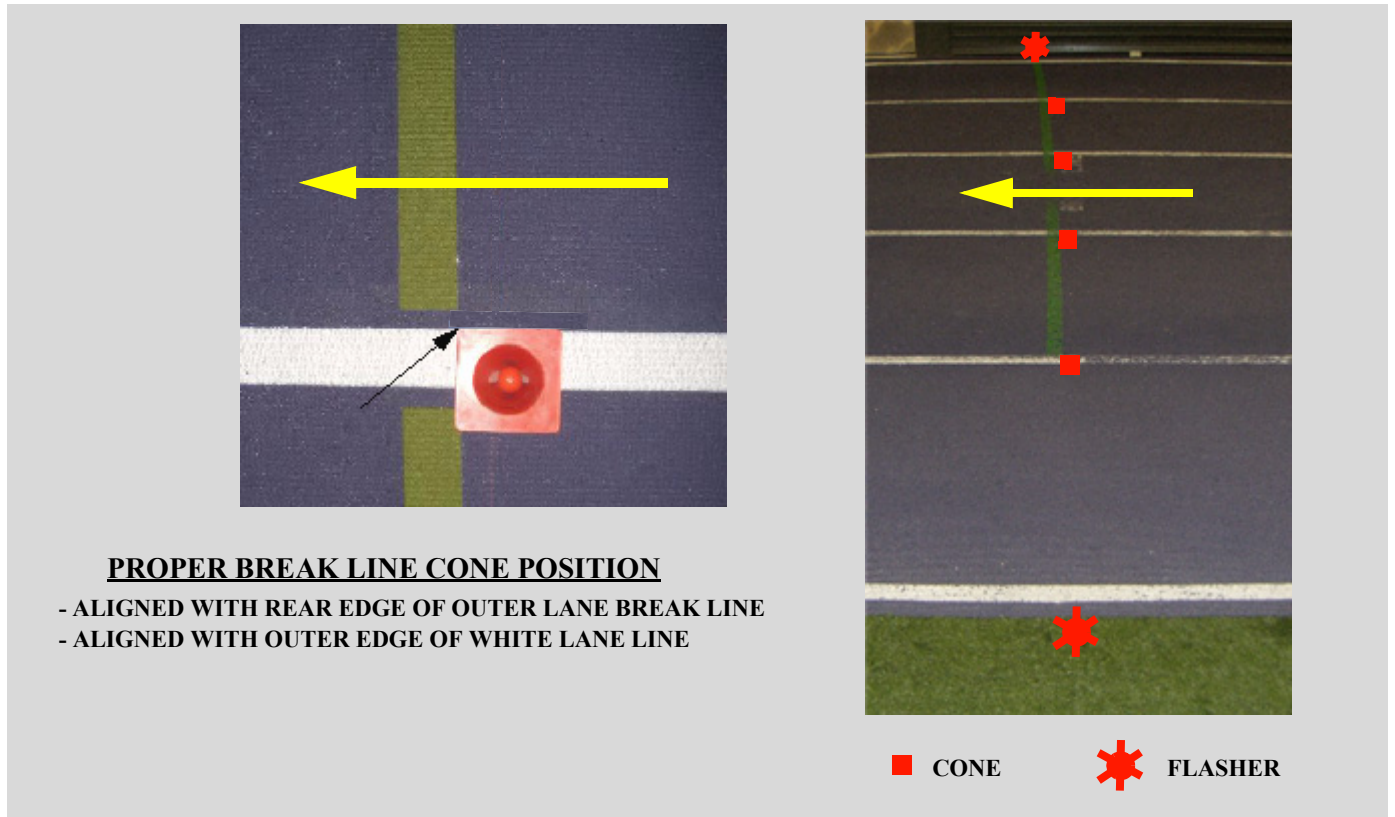 PROPER BREAK LINE CONE POSITION
- ALIGNED WITH REAR EDGE OF OUTER LANE BREAK LINE
- ALIGNED WITH OUTER EDGE OF WHITE LANE LINE
CONE
FLASHER